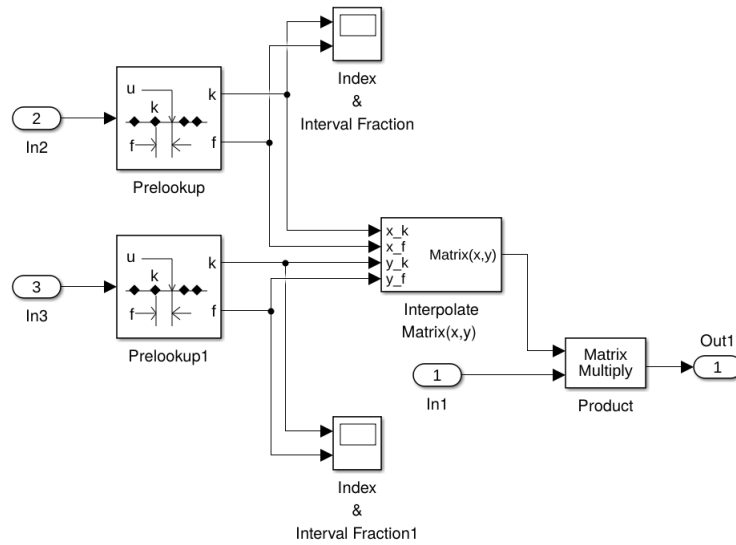 Index
&
Interval Fraction
u
k
k
f
f
2
In2
Prelookup
u
k
k
f
f
3
In3
Prelookup1
x_k
x_f
y_k
y_f
Matrix(x,y)
Interpolate
Matrix(x,y)
1
In1
Matrix
Multiply
Product
Out1
1
Index
&
Interval Fraction1